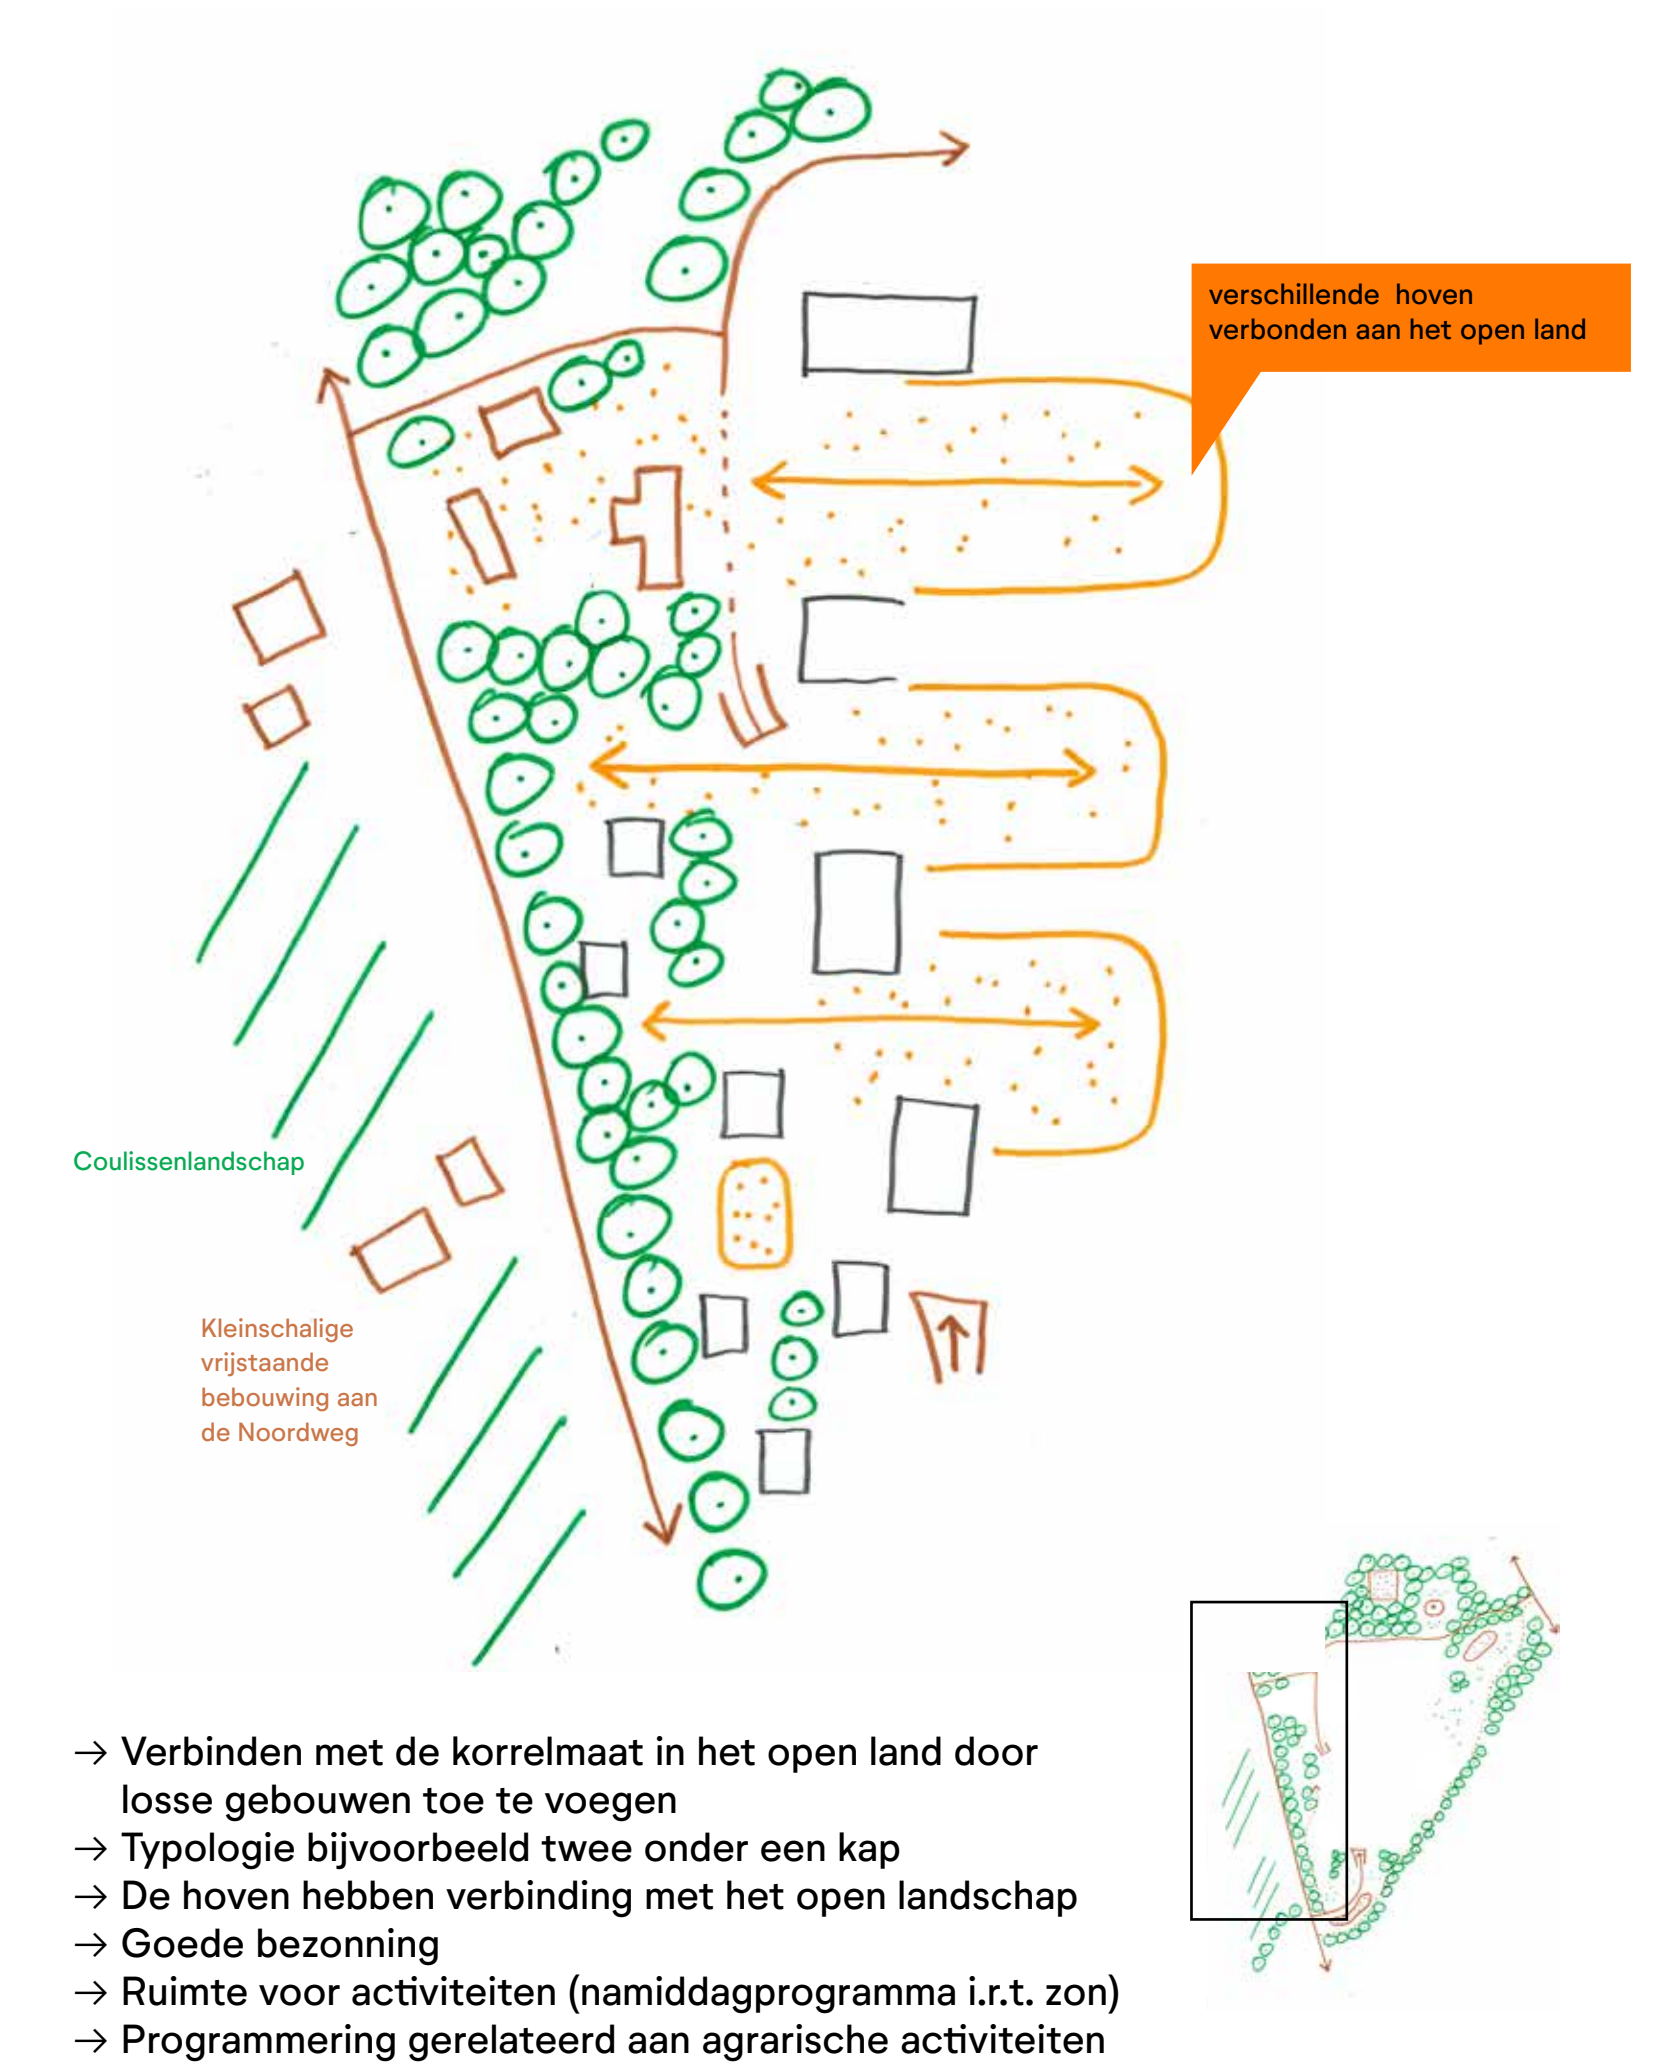 verschillende hoven
verbonden aan het open land
Coulissenlandschap
Kleinschalige
vrijstaande
bebouwing aan
de Noordweg
→ Verbinden met de korrelmaat in het open land door
losse gebouwen toe te voegen
→ Typologie bijvoorbeeld twee onder een kap
→ De hoven hebben verbinding met het open landschap
→ Goede bezonning
→ Ruimte voor activiteiten (namiddagprogramma i.r.t. zon)
→ Programmering gerelateerd aan agrarische activiteiten